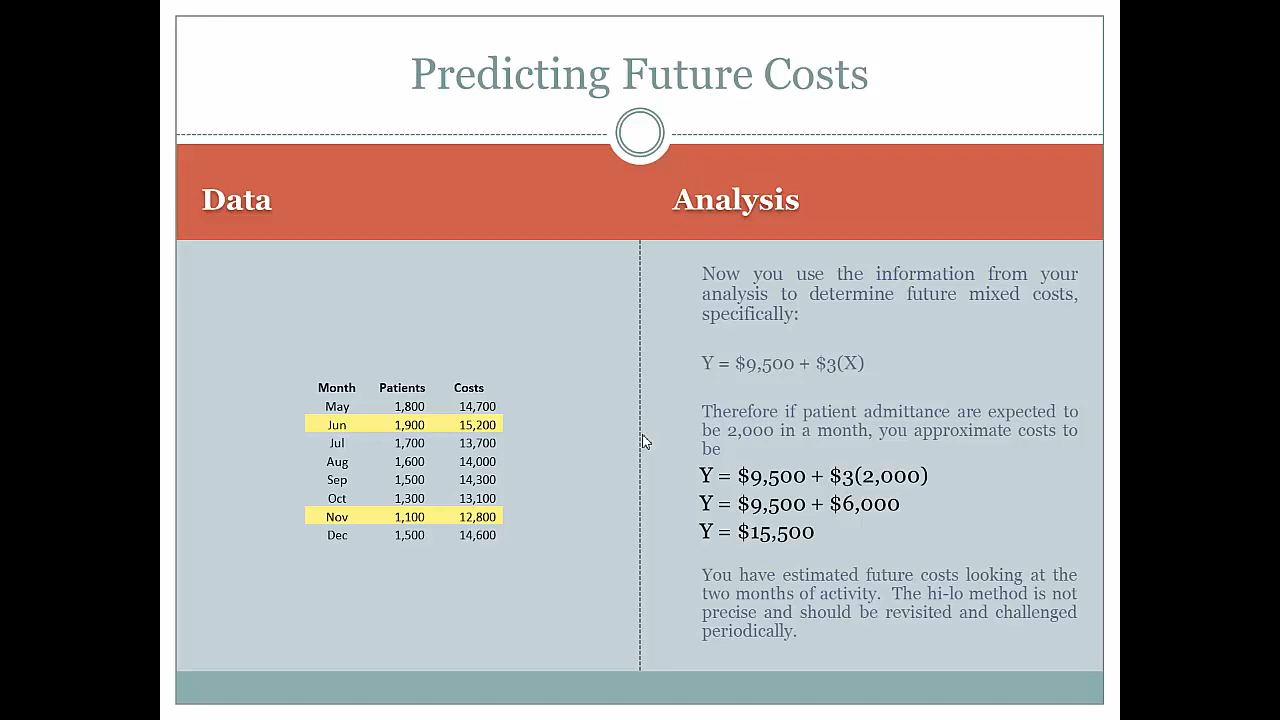 Predicting Future Costs
Data
Analysis
Month Patients Costs
May 1,800 14,700
Jun 1,900 15,200
Jul 1,700 13,700
Aug 1,600 14,000
Sep 1,500 14,300
Oct 1,300 13,100
Nov 1,100 12,800
Dec 1,500 14,600
Now you use the information from your
analysis to determine future mixed costs,
specifically:
Y = $9,500 + $3(X)
Therefore if patient admittance are expected to
be 2,000 in a month, you approximate costs to
be
Y = $9,500 + $3(2,000)
Y = $9,500 + $6,000
Y = $15,500
You have estimated future costs looking at the
two months of activity. The hi-lo method is not
precise and should be revisited and challenged
periodically.